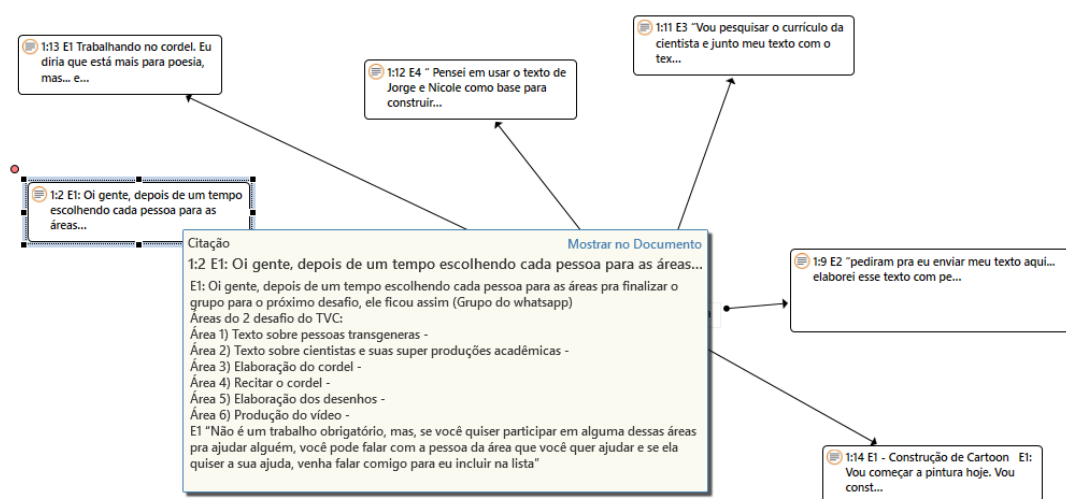 1:13 E1 Trabalhando no cordel. Eu
diria que está mais para poesia,
mas... e...
1:12 E4 “ Pensei em usar o texto de
Jorge e Nicole como base para
construir...
1:11 E3 “Vou pesquisar o currículo da
cientista e junto meu texto com o
tex...
1:2 E1: Oi gente, depois de um tempo
escolhendo cada pessoa para as
áreas...
Citação
Mostrar no Documento
1:2 E1: Oi gente, depois de um tempo escolhendo cada pessoa para as áreas...
E1: Oi gente, depois de um tempo escolhendo cada pessoa para as áreas pra finalizar o
grupo para o próximo desafio, ele ficou assim (Grupo do whatsapp)
Áreas do 2 desafio do TVC:
Área 1) Texto sobre pessoas transgeneras -
Área 2) Texto sobre cientistas e suas super produções acadêmicas -
Área 3) Elaboração do cordel -
Área 4) Recitar o cordel -
Área 5) Elaboração dos desenhos -
Área 6) Produção do vídeo -
E1 “Não é um trabalho obrigatório, mas, se você quiser participar em alguma dessas áreas
pra ajudar alguém, você pode falar com a pessoa da área que você quer ajudar e se ela
quiser a sua ajuda, venha falar comigo para eu incluir na lista”
1:9 E2 “pediram pra eu enviar meu texto aqui...
elaborei esse texto com pe...
1:14 E1 - Construção de Cartoon E1:
Vou começar a pintura hoje. Vou
const...